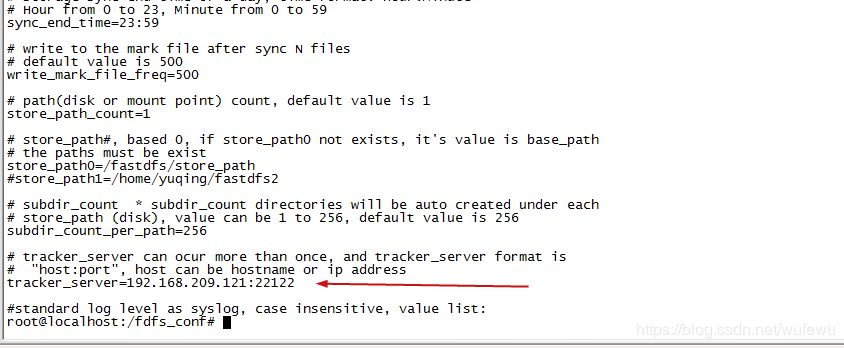 # Hour from 0 to 23, Minute from 0 to 59
sync_end_time=23:59
# write to the mark file after sync N files
# default value is 500
write_mark_file_freq=500
# path(disk or mount point) count, default value is 1
store_path_count=1
# store_path#, based 0, if store_path0 not exists, it's value is base_path
# the paths must be exist
store_path0=/fastdfs/store_path
#store_path1=/home/yuqing/fastdfs2
# subdir_count  * subdir_count directories will be auto created under each
# store_path (disk), value can be 1 to 256, default value is 256
subdir_count_per_path=256
# tracker_server can ocur more than once, and tracker_server format is
#  "host:port", host can be hostname or ip address
tracker_server=192.168.209.121:22122
#standard log level as syslog, case insensitive, value list:
root@localhost:/fdfs_conf#
https://blog.csdn.net/wufewu